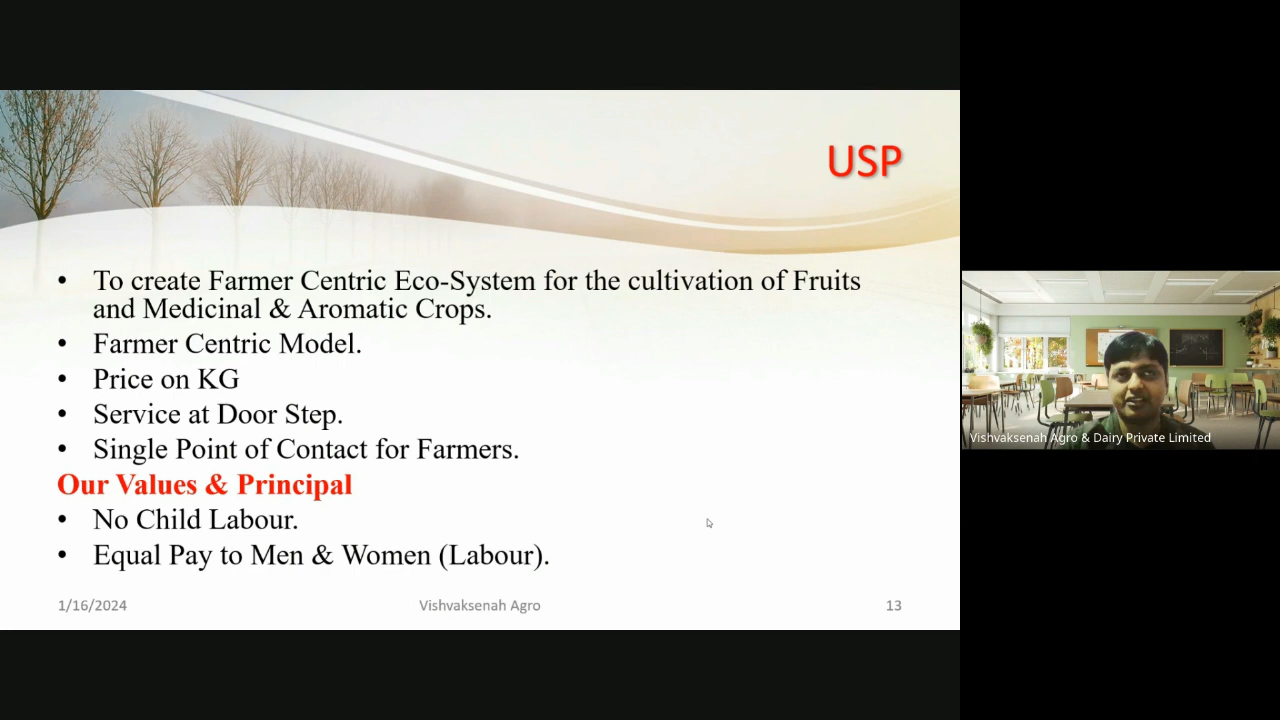 USP
• To create Farmer Centric Eco-System for the cultivation of Fruits
and Medicinal & Aromatic Crops.
• Farmer Centric Model.
• Price on KG
• Service at Door Step.
• Single Point of Contact for Farmers.
Our Values & Principal
• No Child Labour.
• Equal Pay to Men & Women (Labour).
1/16/2024 Vishvaksenah Agro 13
Vishvaksenah Agro & Dairy Private Limited